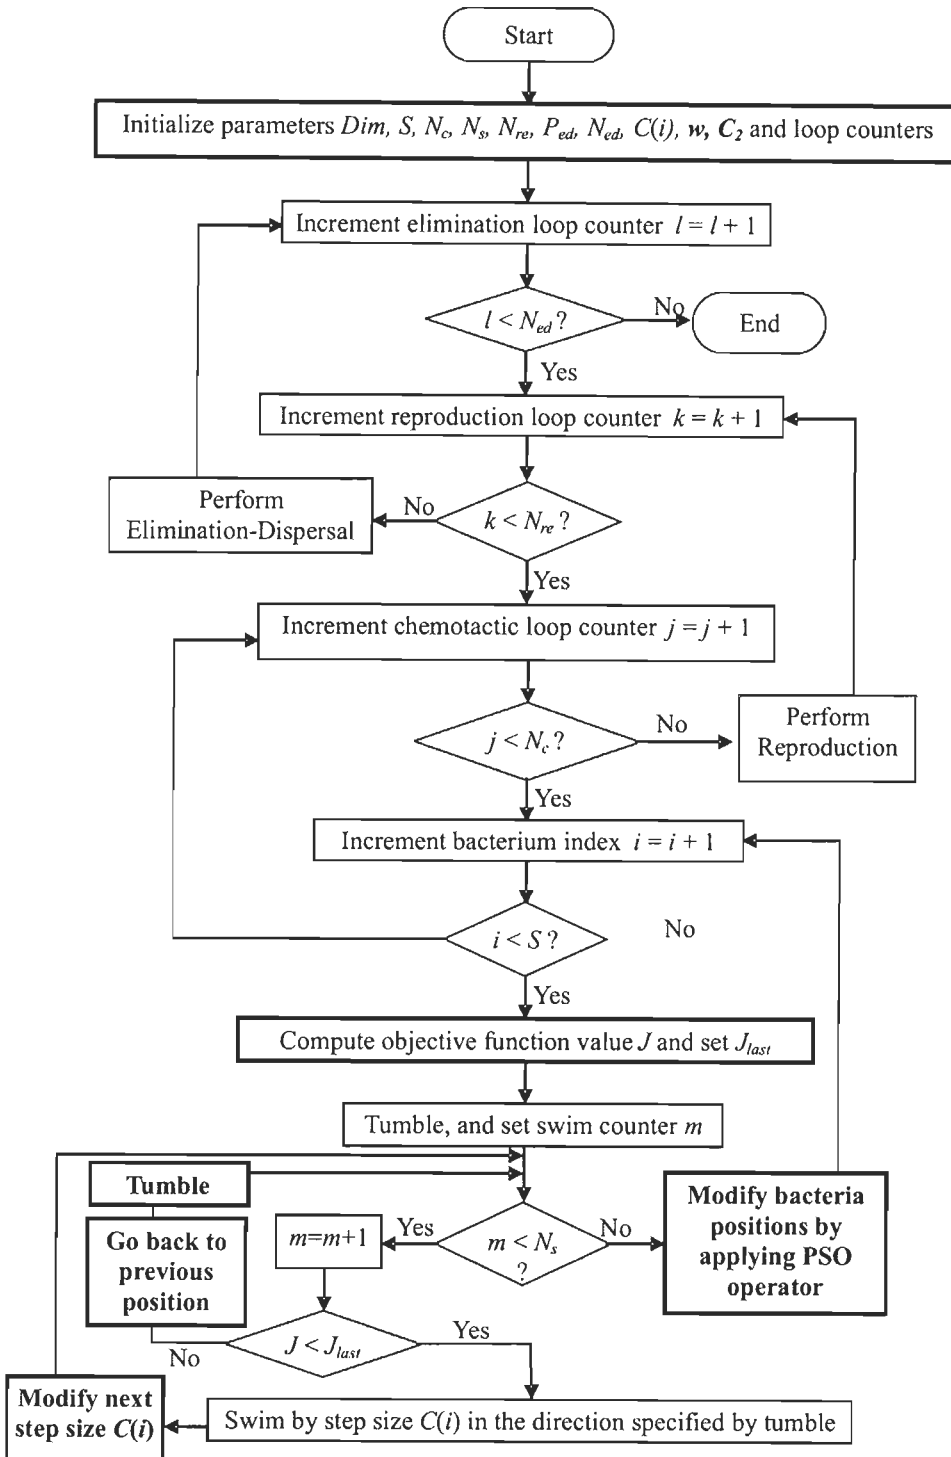 Start
Initialize parameters Dim, S, Nc, Ns, Nre, Ped, Ned, C(i), w, C2 and loop counters
Increment elimination loop counter l = l + 1
l < Ned ?
No
End
Yes
Increment reproduction loop counter k = k + 1
Perform
Elimination-Dispersal
No
k < Nre ?
Yes
Increment chemotactic loop counter j = j + 1
j < Nc ?
No
Perform
Reproduction
Yes
Increment bacterium index i = i + 1
i < S ?
No
Yes
Compute objective function value J and set Jlast
Tumble, and set swim counter m
Tumble
Go back to
previous
position
m=m+1
Yes
m < Ns
?
No
Modify bacteria
positions by
applying PSO
operator
J < Jlast
No
Yes
Modify next
step size C(i)
Swim by step size C(i) in the direction specified by tumble